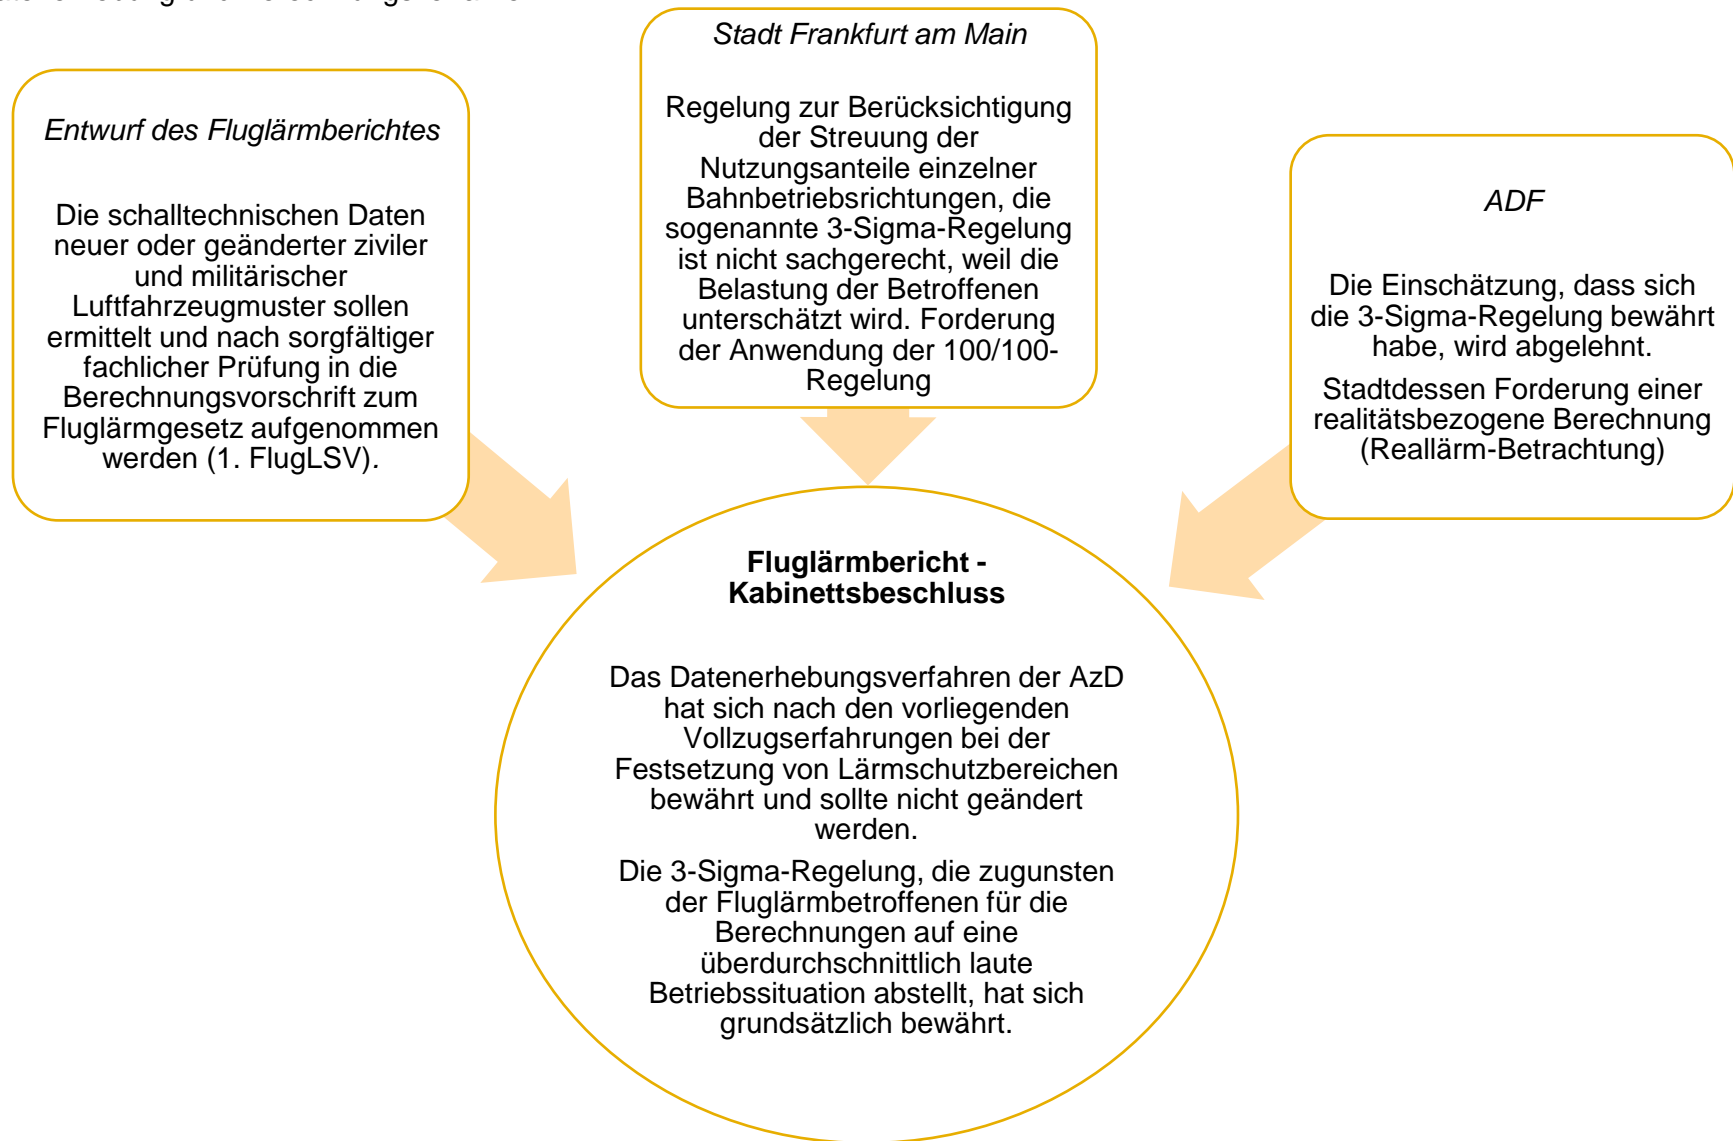 Stadt Frankfurt am Main
Regelung zur Berücksichtigung
der Streuung der
Nutzungsanteile einzelner
Bahnbetriebsrichtungen, die
sogenannte 3-Sigma-Regelung
ist nicht sachgerecht, weil die
Belastung der Betroffenen
unterschätzt wird. Forderung
der Anwendung der 100/100-
Regelung
Entwurf des Fluglärmberichtes
Die schalltechnischen Daten
neuer oder geänderter ziviler
und militärischer
Luftfahrzeugmuster sollen
ermittelt und nach sorgfältiger
fachlicher Prüfung in die
Berechnungsvorschrift zum
Fluglärmgesetz aufgenommen
werden (1. FlugLSV).
ADF
Die Einschätzung, dass sich
die 3-Sigma-Regelung bewährt
habe, wird abgelehnt.
Stadtdessen Forderung einer
realitätsbezogene Berechnung
(Reallärm-Betrachtung)
Fluglärmbericht -
Kabinettsbeschluss
Das Datenerhebungsverfahren der AzD
hat sich nach den vorliegenden
Vollzugserfahrungen bei der
Festsetzung von Lärmschutzbereichen
bewährt und sollte nicht geändert
werden.
Die 3-Sigma-Regelung, die zugunsten
der Fluglärmbetroffenen für die
Berechnungen auf eine
überdurchschnittlich laute
Betriebssituation abstellt, hat sich
grundsätzlich bewährt.